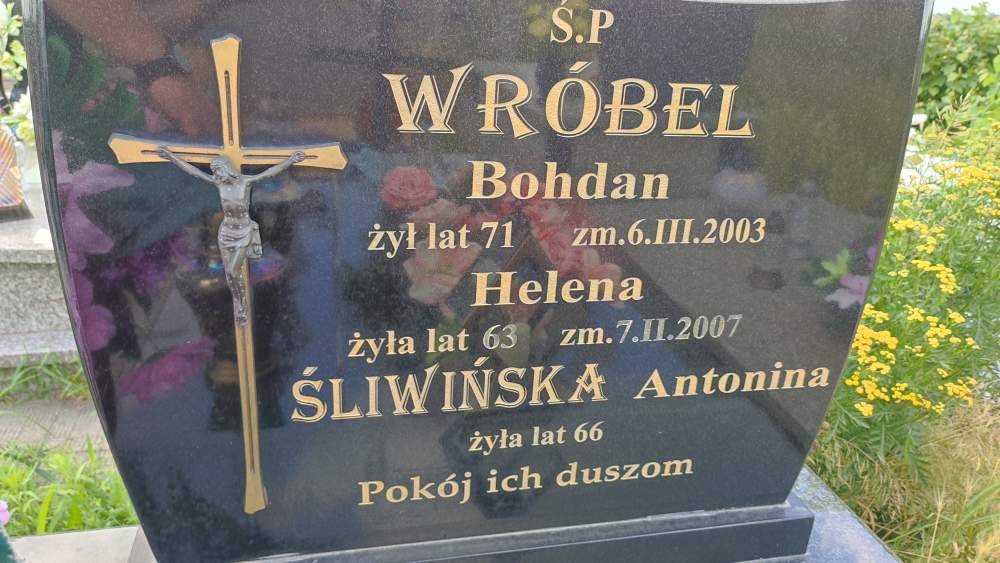 Ś.P
WRÓBEL
Bohdan
żył lat 71 zm.6.III.2003
Helena
żyła lat 63 zm.7.II.2007
ŚLIWIŃSKA Antonina
żyła lat 66
Pokój ich duszom